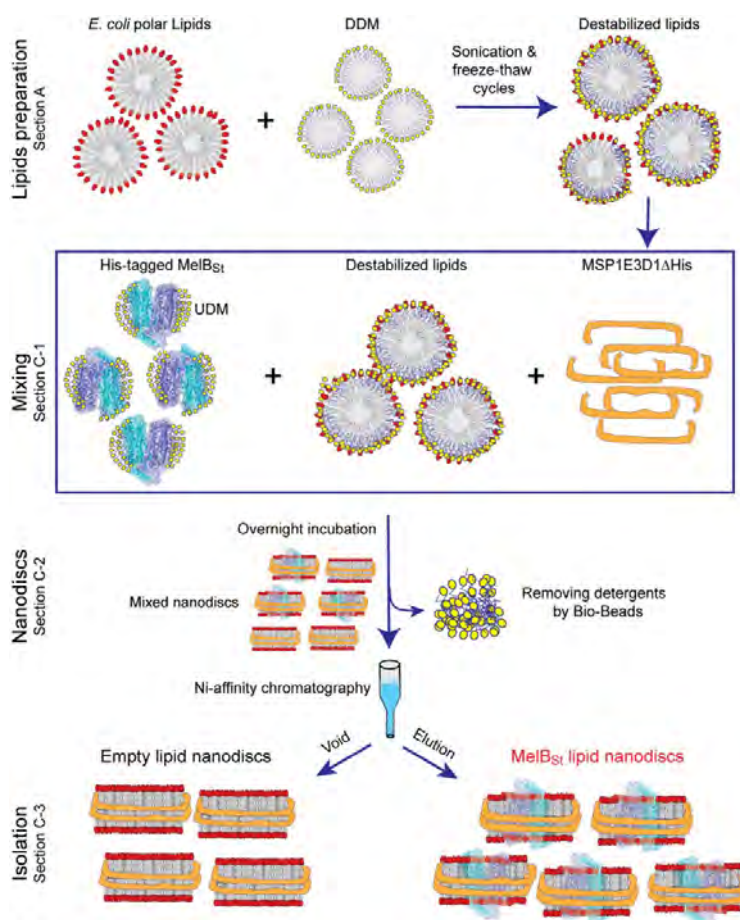 E. coli polar Lipids
DDM
Destabilized lipids
Sonication &
freeze-thaw
cycles
Lipids preparation
Section A
+
His-tagged MelBSt
Destabilized lipids
MSP1E3D1ΔHis
UDM
Mixing
Section C-1
+
+
Overnight incubation
Mixed nanodiscs
Removing detergents
by Bio-Beads
Nanodiscs
Section C-2
Ni-affinity chromatography
Void
Elution
Empty lipid nanodiscs
MelBSt lipid nanodiscs
Isolation
Section C-3